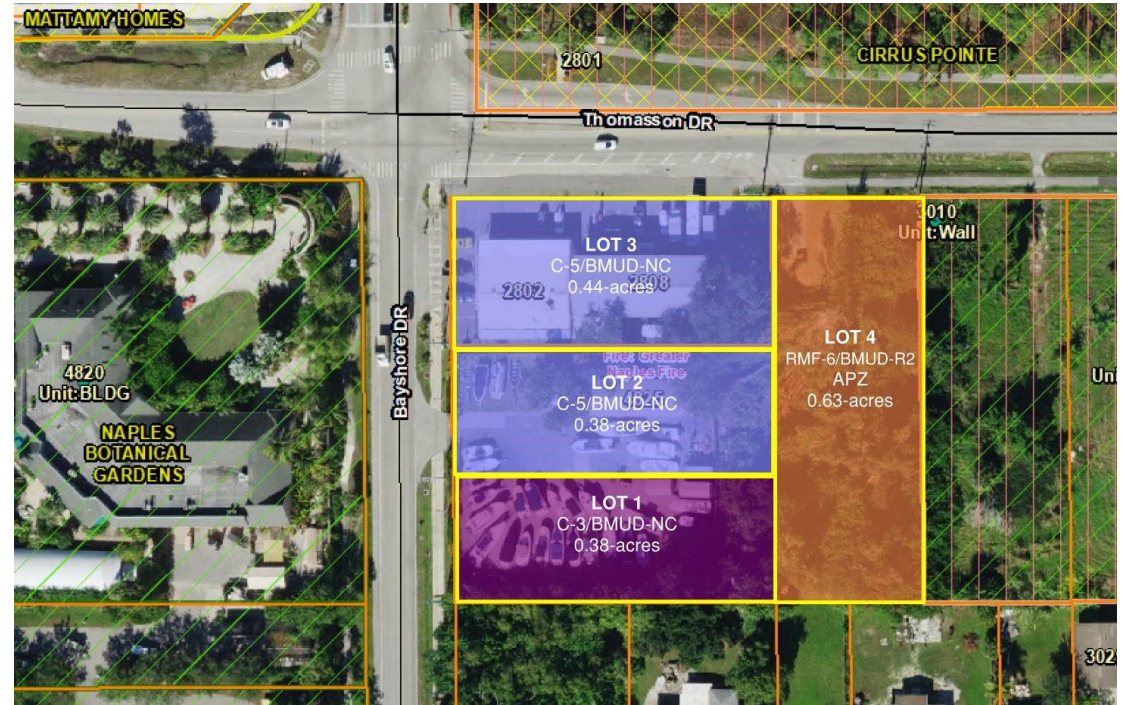 MATTAMY HOMES
2801
CIRRUS POINTE
Thomasson DR
LOT 3
C-5/BMUD-NC
0.44-acres
2802
2808
010
Unit:Wall
LOT 4
RMF-6/BMUD-R2
APZ
0.63-acres
Bayshore DR
Fire: Greater
Naples Fire
LOT 2
C-5/BMUD-NC
0.38-acres
4820
Unit:BLDG
Uni
NAPLES
BOTANICAL
GARDENS
LOT 1
C-3/BMUD-NC
0.38-acres
302